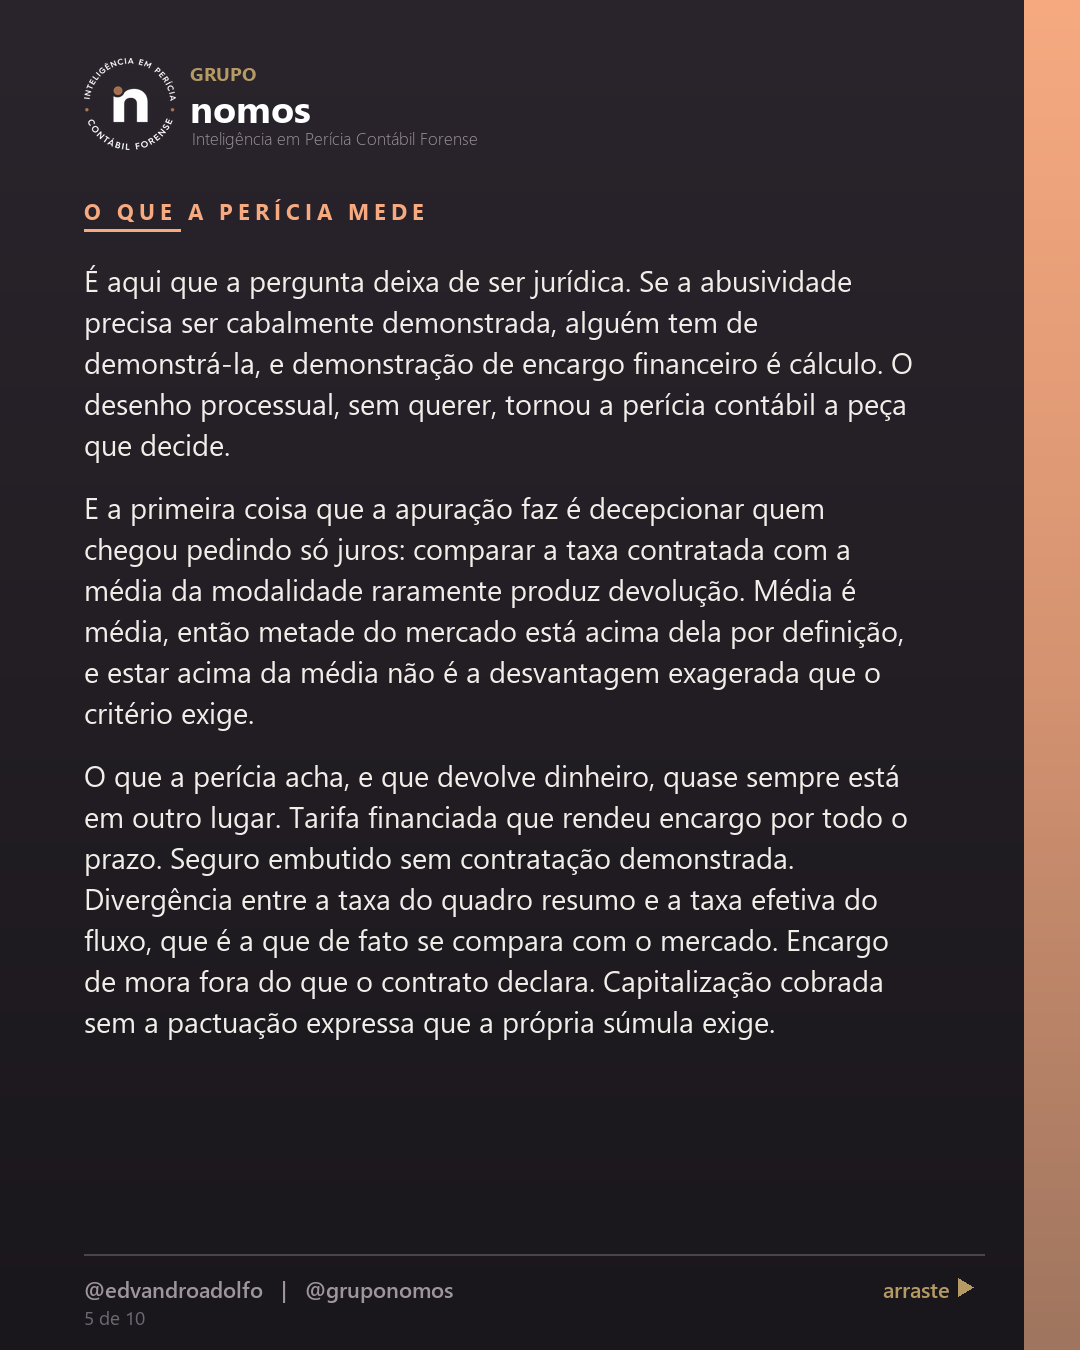 INTELIGÊNCIA EM PERÍCIA
CONTÁBIL FORENSE
n
GRUPO
nomos
Inteligência em Perícia Contábil Forense
O QUE A PERÍCIA MEDE
É aqui que a pergunta deixa de ser jurídica. Se a abusividade
precisa ser cabalmente demonstrada, alguém tem de
demonstrá-la, e demonstração de encargo financeiro é cálculo. O
desenho processual, sem querer, tornou a perícia contábil a peça
que decide.
E a primeira coisa que a apuração faz é decepcionar quem
chegou pedindo só juros: comparar a taxa contratada com a
média da modalidade raramente produz devolução. Média é
média, então metade do mercado está acima dela por definição,
e estar acima da média não é a desvantagem exagerada que o
critério exige.
O que a perícia acha, e que devolve dinheiro, quase sempre está
em outro lugar. Tarifa financiada que rendeu encargo por todo o
prazo. Seguro embutido sem contratação demonstrada.
Divergência entre a taxa do quadro resumo e a taxa efetiva do
fluxo, que é a que de fato se compara com o mercado. Encargo
de mora fora do que o contrato declara. Capitalização cobrada
sem a pactuação expressa que a própria súmula exige.
@edvandroadolfo | @gruponomos
arraste
5 de 10